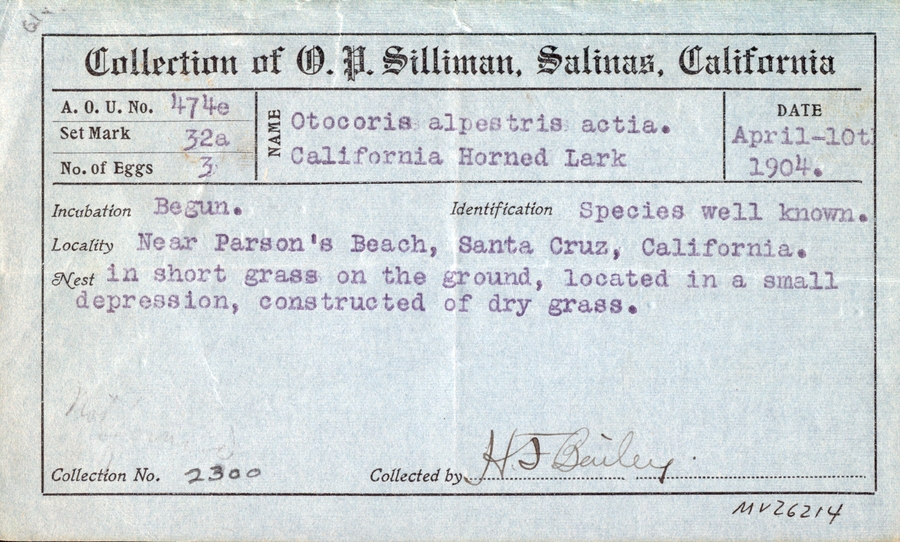 Collection of O. P. Silliman, Salinas, California
A. O. U. No. 474e
Set Mark 32a
No. of Eggs 3
NAME
Otocoris alpestris actia.
California Horned Lark
DATE
April-10th
1904.
Incubation Begun. Identification Species well known.
Locality Near Parson's Beach, Santa Cruz, California.
Nest in short grass on the ground, located in a small
depression, constructed of dry grass.
Collection No. 2300 Collected by H J Bailey.
MVZ6214